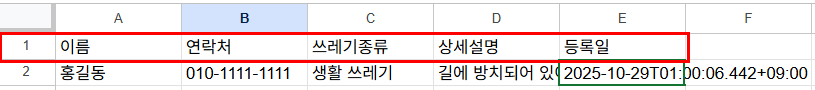 A B C D E F
1 이름 연락처 쓰레기종류 상세설명 등록일
2 홍길동 010-1111-1111 생활 쓰레기 길에 방치되어 있 2025-10-29T01:00:06.442+09:00